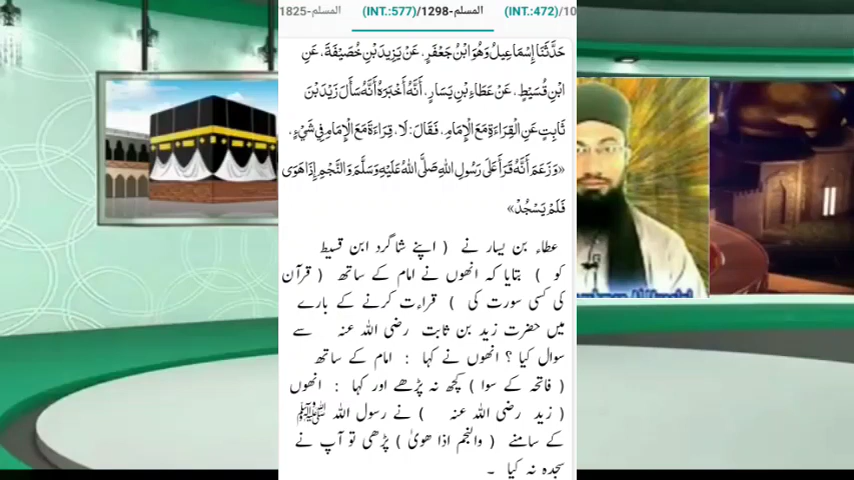 المسلم-1298/(INT.:577)
المسلم-1825
(INT.:472)/10
حَدَّثَنَا إِسْمَاعِيلُ وَهُوَ ابْنُ جَعْفَرٍ، عَنْ يَزِيدَ بْنِ خُصَيْفَةَ، عَنِ
ابْنِ قُسَيْطٍ، عَنْ عَطَاءِ بْنِ يَسَارٍ، أَنَّهُ أَخْبَرَهُ أَنَّهُ سَأَلَ زَيْدَ بْنَ
ثَابِتٍ عَنِ الْقِرَاءَةِ مَعَ الْإِمَامِ، فَقَالَ: لَا، قِرَاءَةَ مَعَ الْإِمَامِ فِي شَيْءٍ،
«وَزَعَمَ أَنَّهُ قَرَأَ عَلَى رَسُولِ اللهِ صَلَّى اللهُ عَلَيْهِ وَسَلَّمَ وَالنَّجْمِ إِذَا هَوَى
فَلَمْ يَسْجُدْ»
عطاء بن یسار نے ( اپنے شاگرد ابن قسیط
کو ) بتایا کہ انھوں نے امام کے ساتھ ( قرآن
کی کسی سورت کی ) قراءت کرنے کے بارے
میں حضرت زید بن ثابت رضی اللہ عنہ سے
سوال کیا ؟ انھوں نے کہا : امام کے ساتھ
( فاتحہ کے سوا ) کچھ نہ پڑھے اور کہا : انھوں
( زید رضی اللہ عنہ ) نے رسول اللہ ﷺ
کے سامنے ( والنجم اذا ھویٰ ) پڑھی تو آپ نے
سجدہ نہ کیا ۔